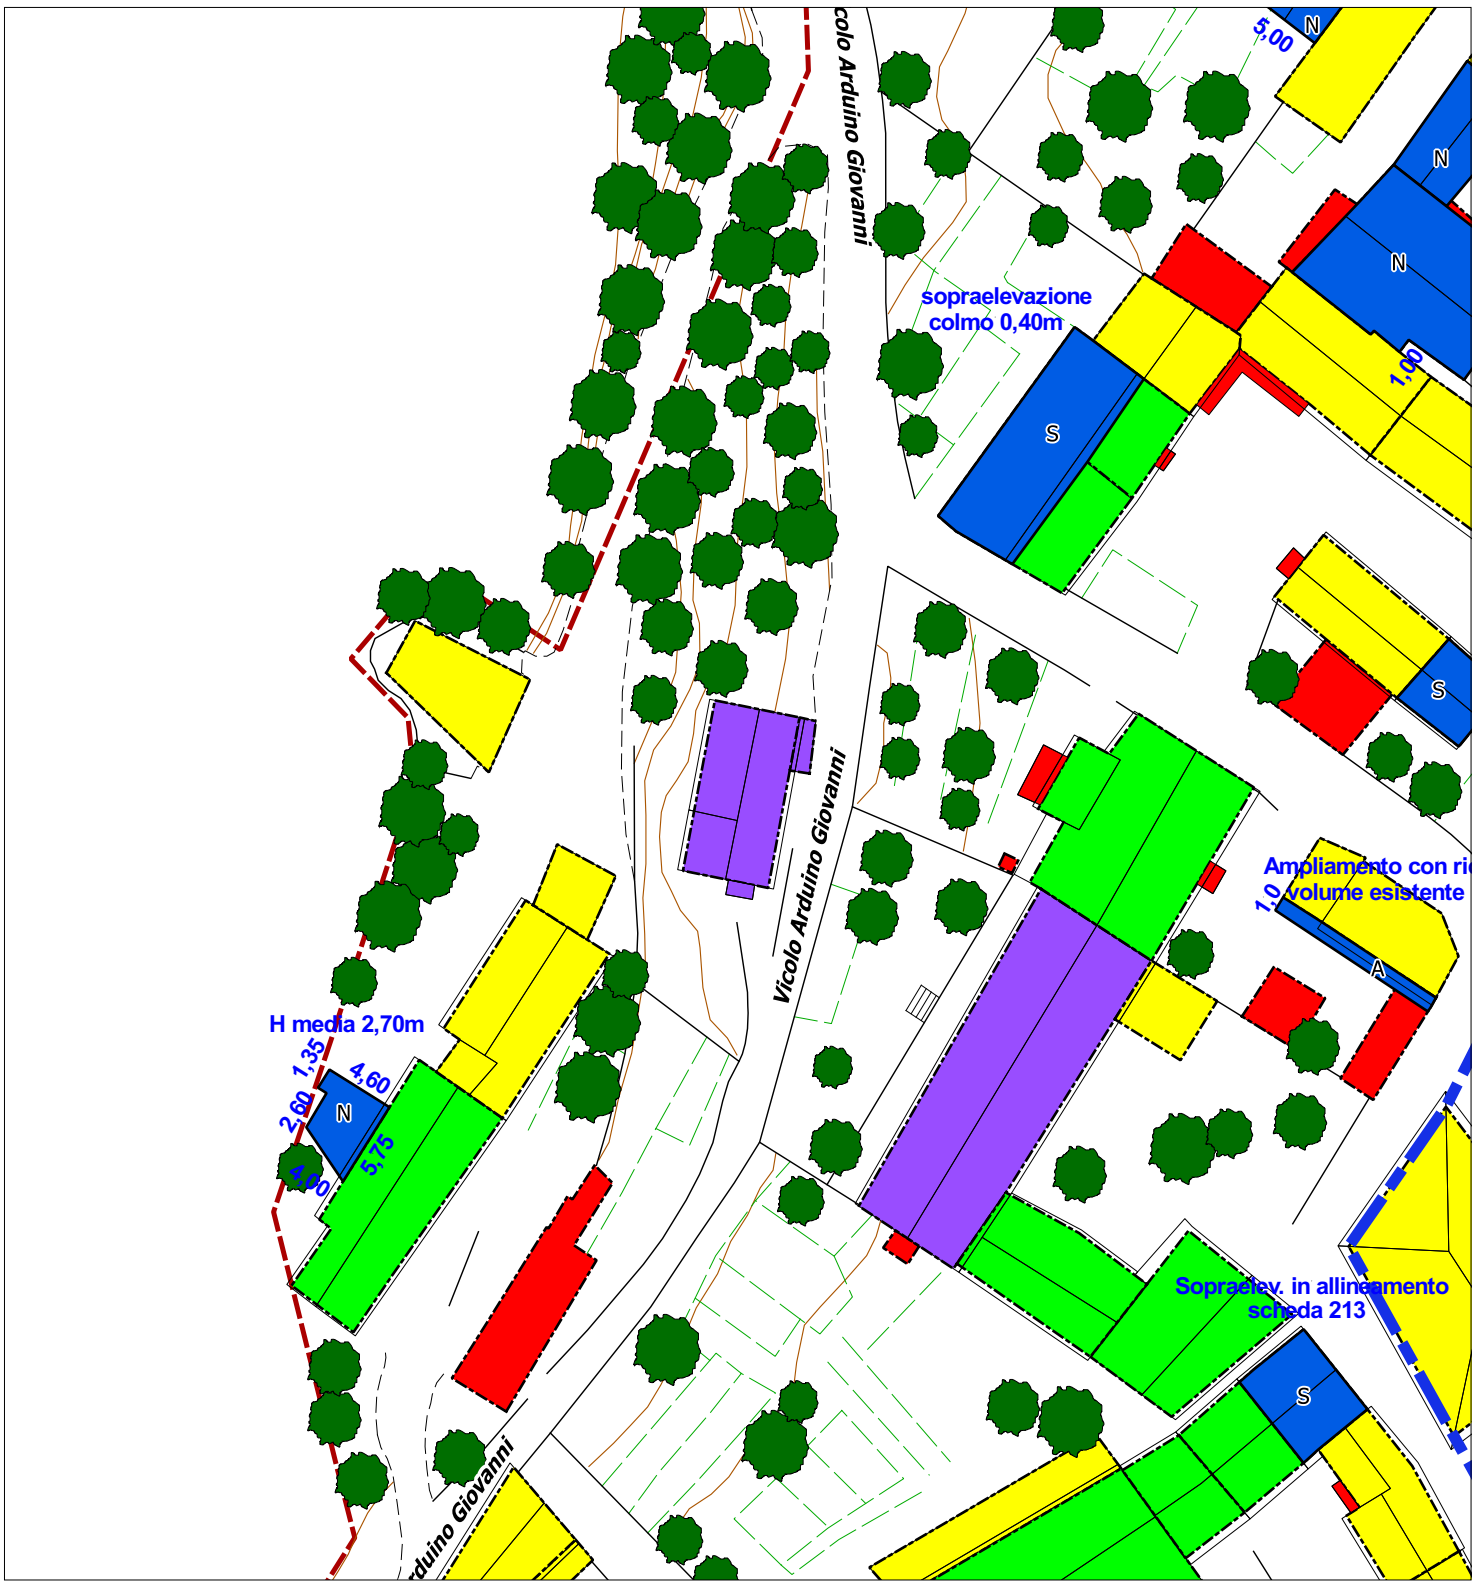 colo Arduino Giovanni
5,00
N
N
N
sopraelevazione
colmo 0,40m
1,00
S
S
Vicolo Arduino Giovanni
Ampliamento con
volume esistente
1,0
A
H media 2,70m
1,35
4,60
2,60
N
5,75
4,00
Sopraelev. in allineamento
scheda 213
S
rduino Giovanni